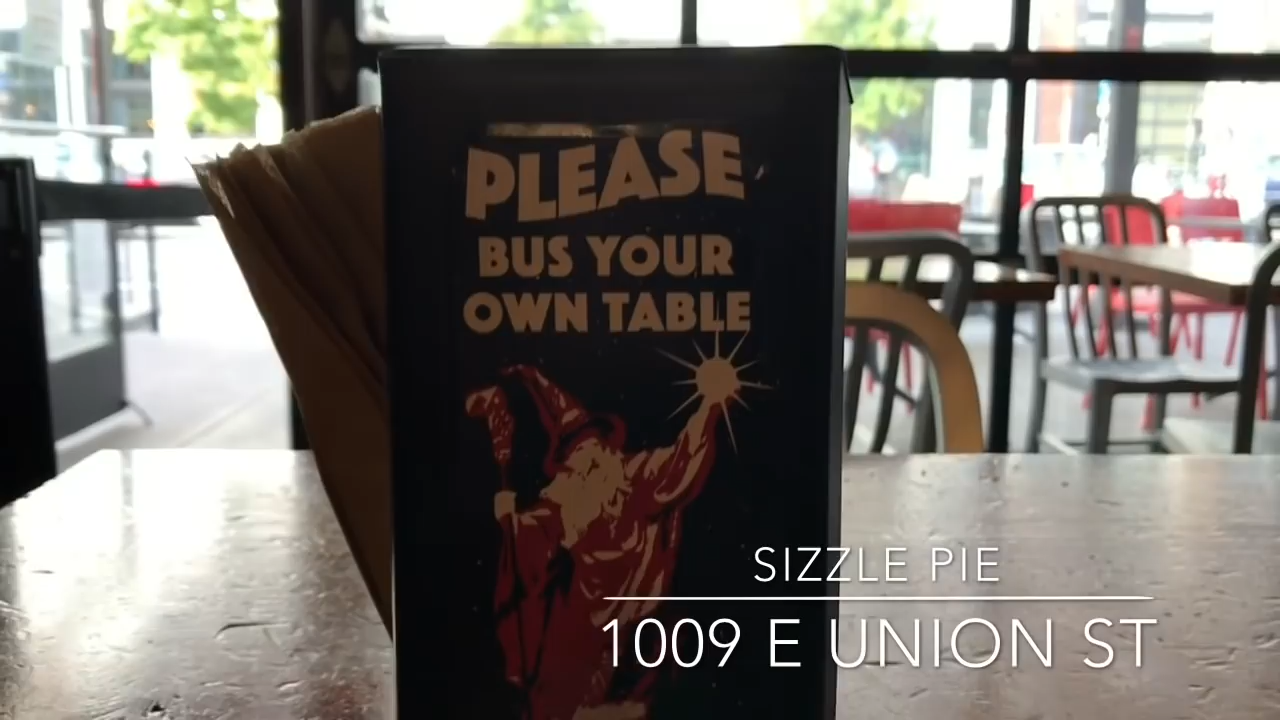 PLEASE
BUS YOUR
OWN TABLE
SIZZLE PIE
1009 E UNION ST